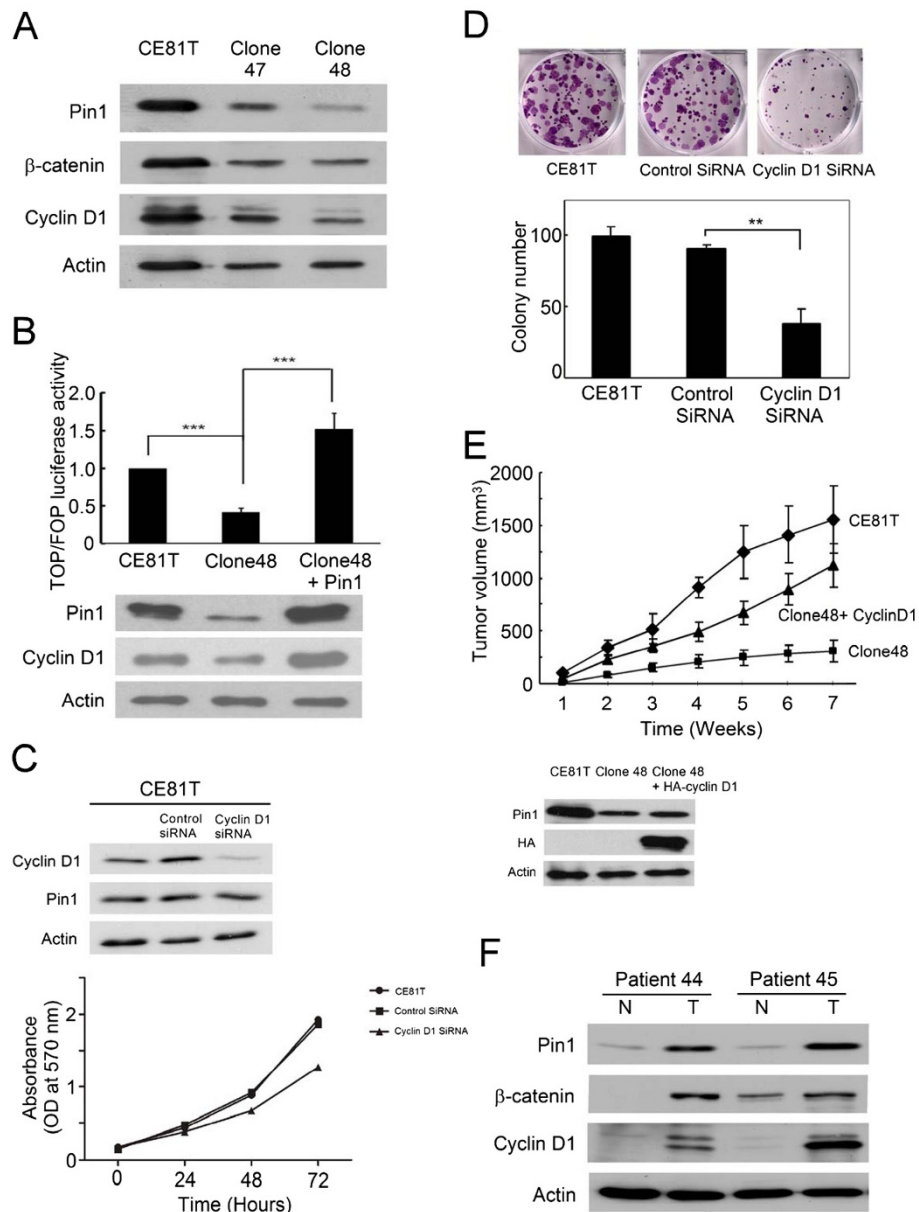 A
CE81T Clone 47 Clone 48
Pin1
β-catenin
Cyclin D1
Actin
B
TOP/FOP luciferase activity
2.0
1.5
1.0
0.5
0
***
***
CE81T Clone48 Clone48 + Pin1
Pin1
Cyclin D1
Actin
C
CE81T
Control siRNA Cyclin D1 siRNA
Cyclin D1
Pin1
Actin
Absorbance (OD at 570 nm)
2
1
0
CE81T
Control SiRNA
Cyclin D1 SiRNA
0 24 48 72
Time (Hours)
D
CE81T Control SiRNA Cyclin D1 SiRNA
Colony number
100
50
0
**
CE81T Control SiRNA Cyclin D1 SiRNA
E
Tumor volume (mm³)
2000
1500
1000
500
0
CE81T
Clone48+ CyclinD1
Clone48
1 2 3 4 5 6 7
Time (Weeks)
CE81T Clone 48 Clone 48 + HA-cyclin D1
Pin1
HA
Actin
F
Patient 44 Patient 45
N T N T
Pin1
β-catenin
Cyclin D1
Actin